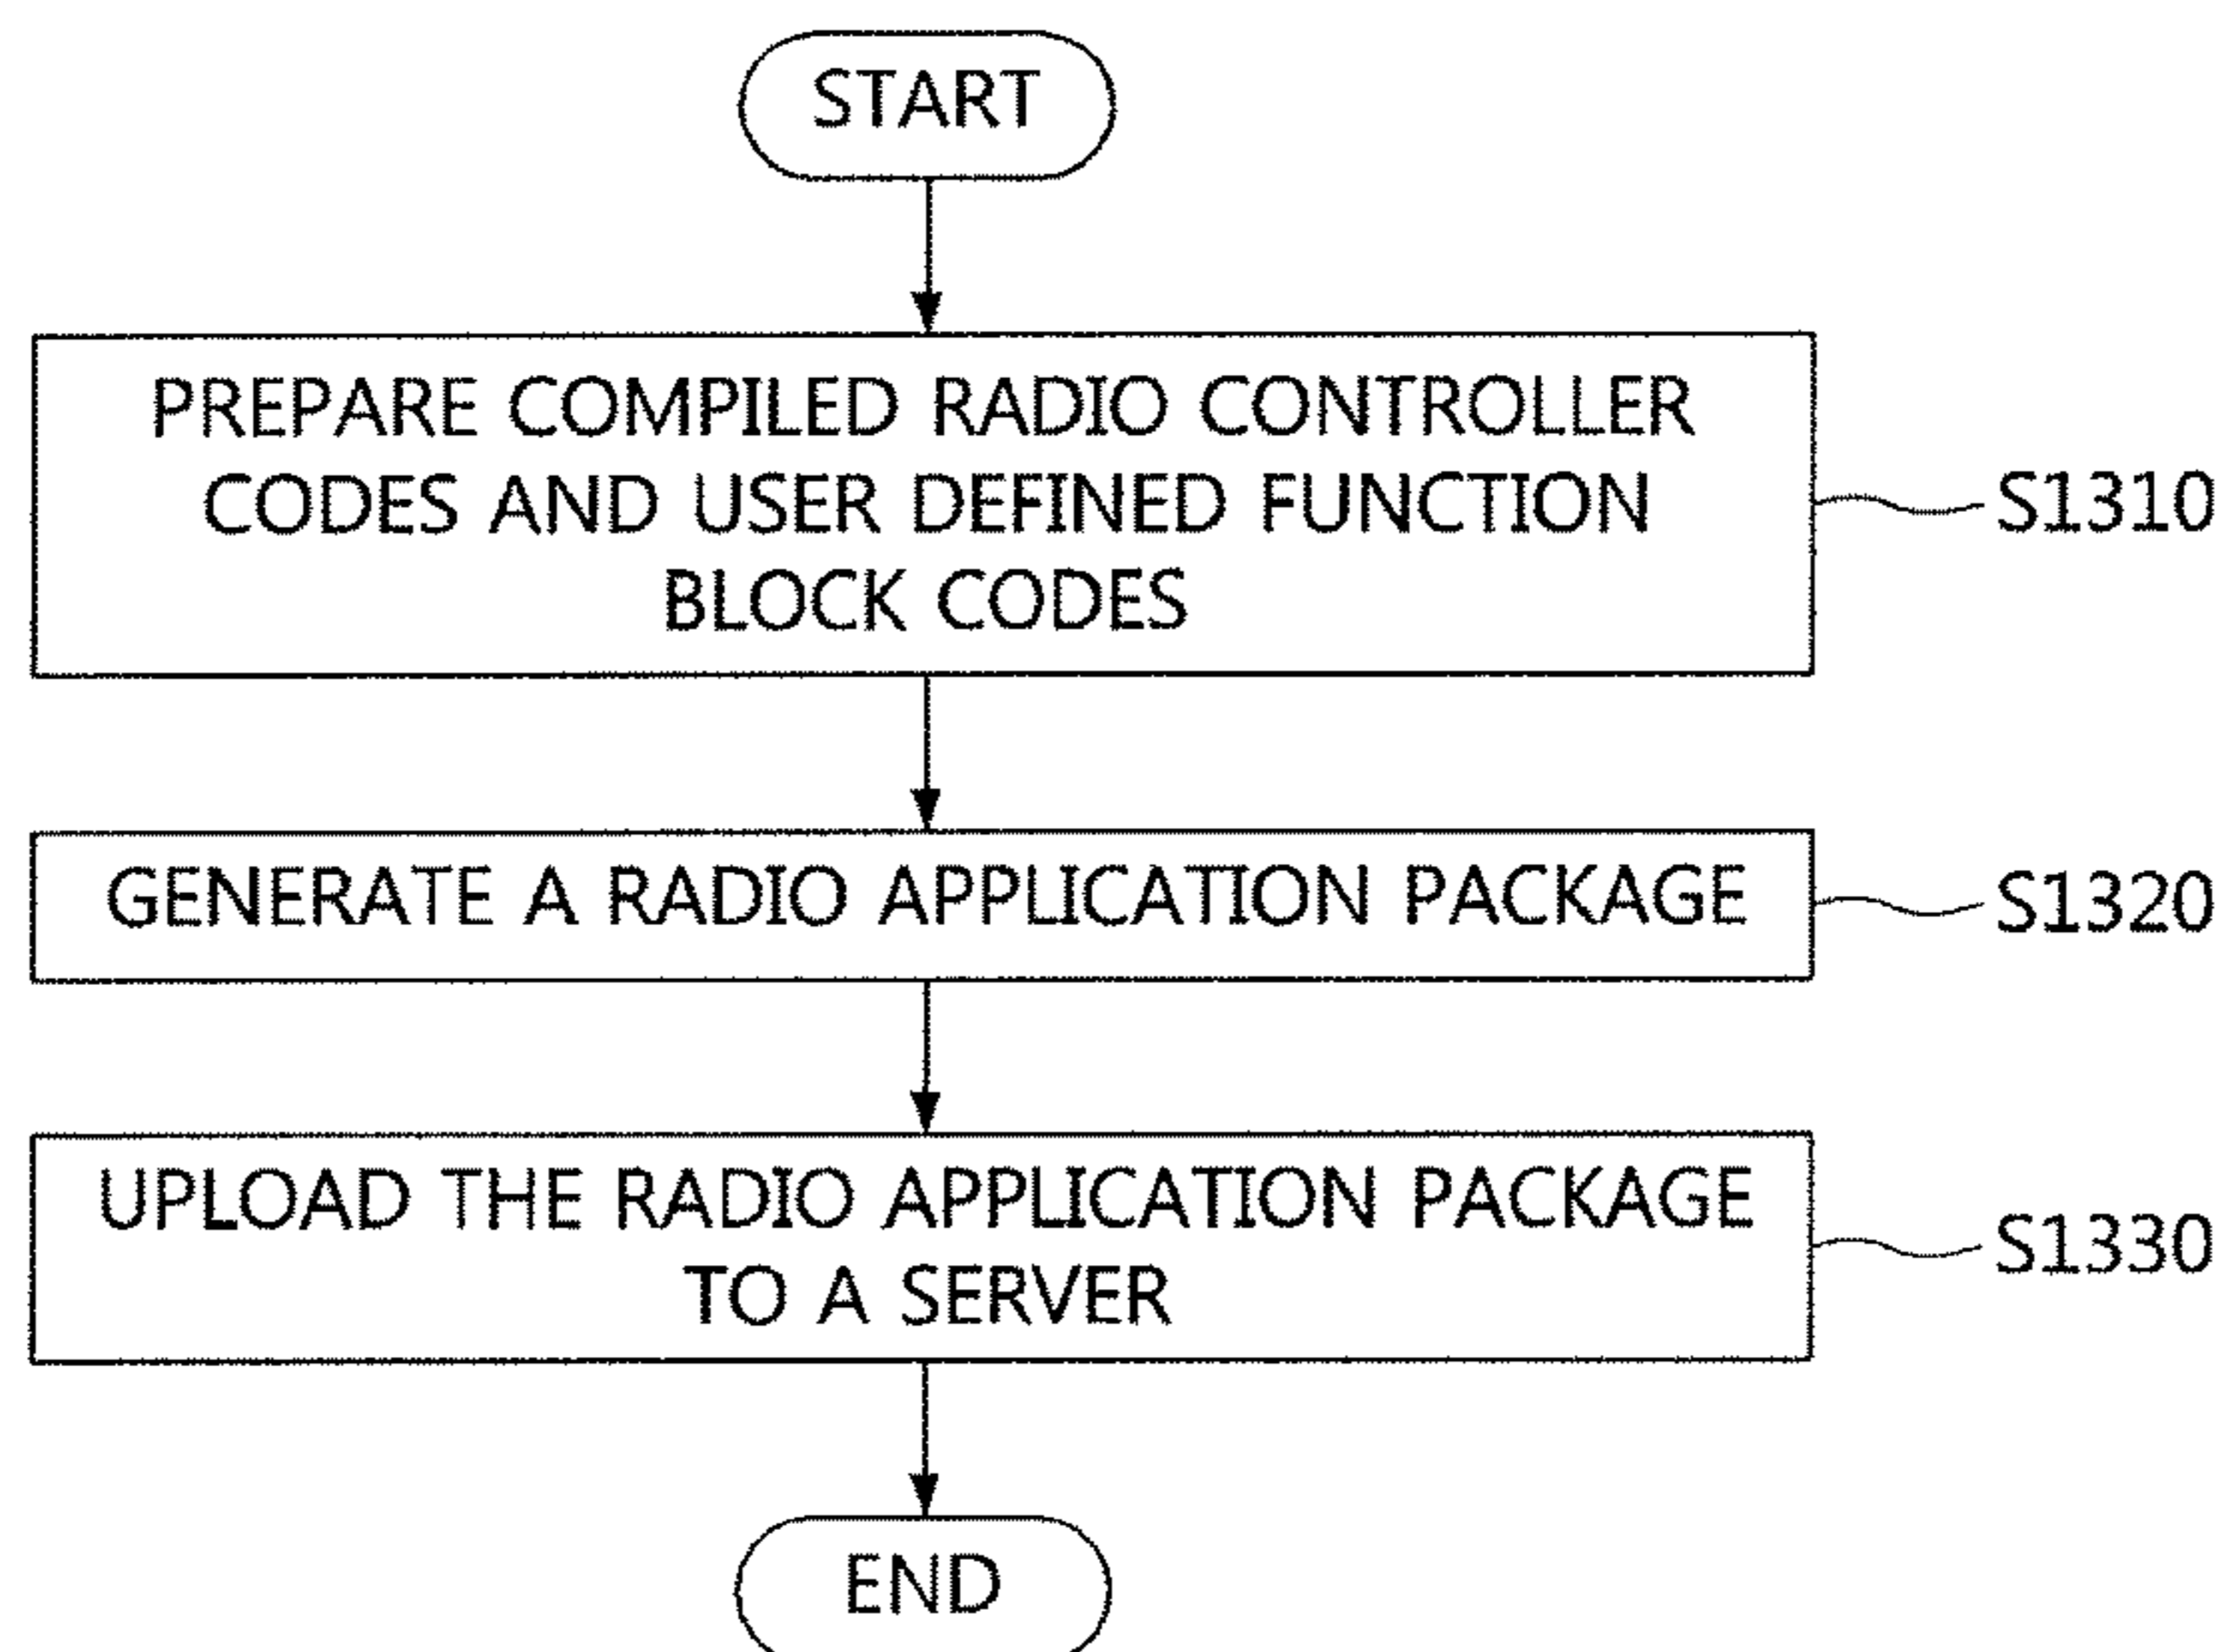 START
PREPARE COMPILED RADIO CONTROLLER
CODES AND USER DEFINED FUNCTION
BLOCK CODES
S1310
GENERATE A RADIO APPLICATION PACKAGE
S1320
UPLOAD THE RADIO APPLICATION PACKAGE
TO A SERVER
S1330
END